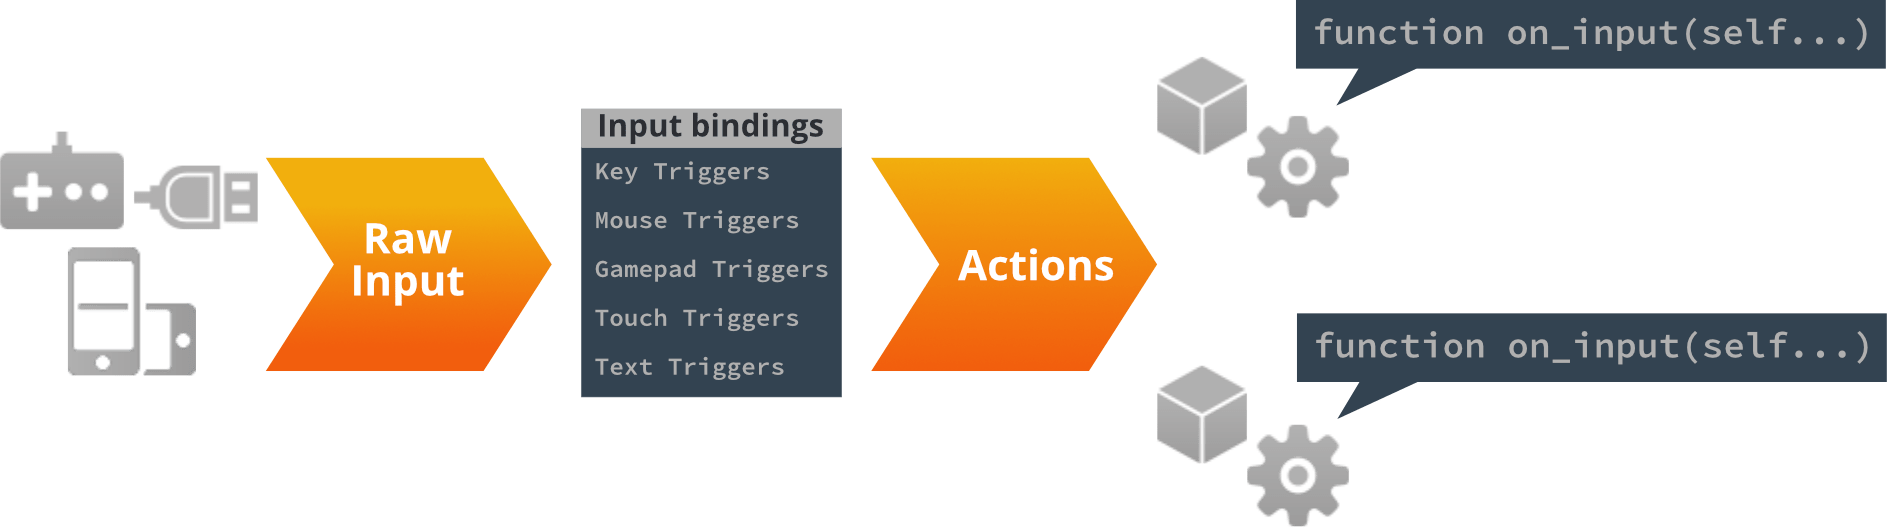 function on_input(self...)
Input bindings
Key Triggers
Mouse Triggers
Gamepad Triggers
Touch Triggers
Text Triggers
Raw
Input
Actions
function on_input(self...)